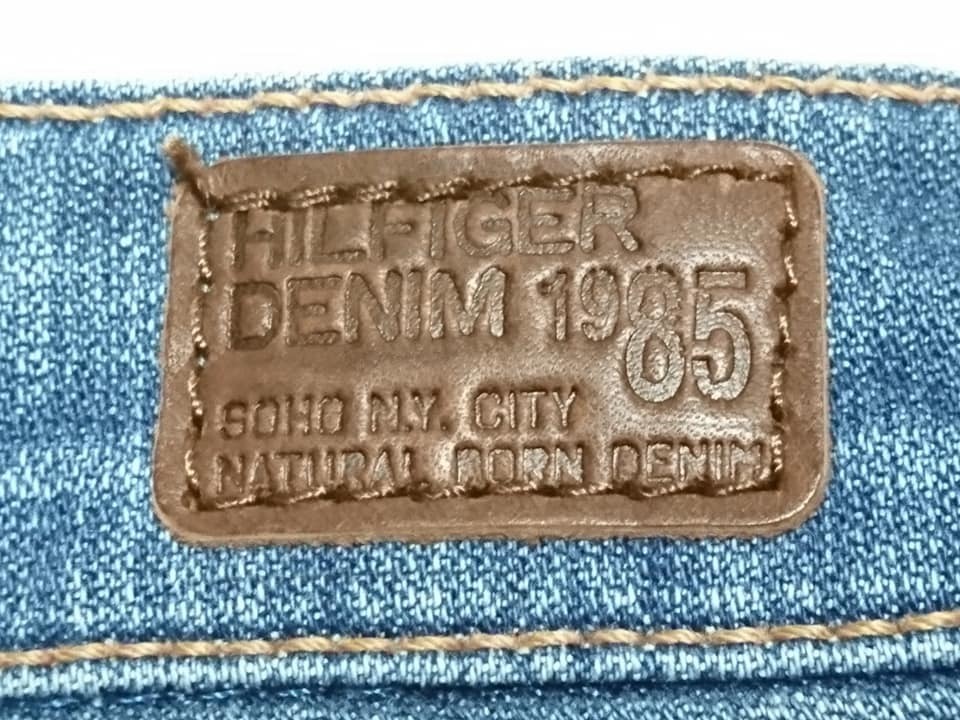 HILFIGER
DENIM 1985
SOHO N.Y. CITY
NATURAL BORN DENIM